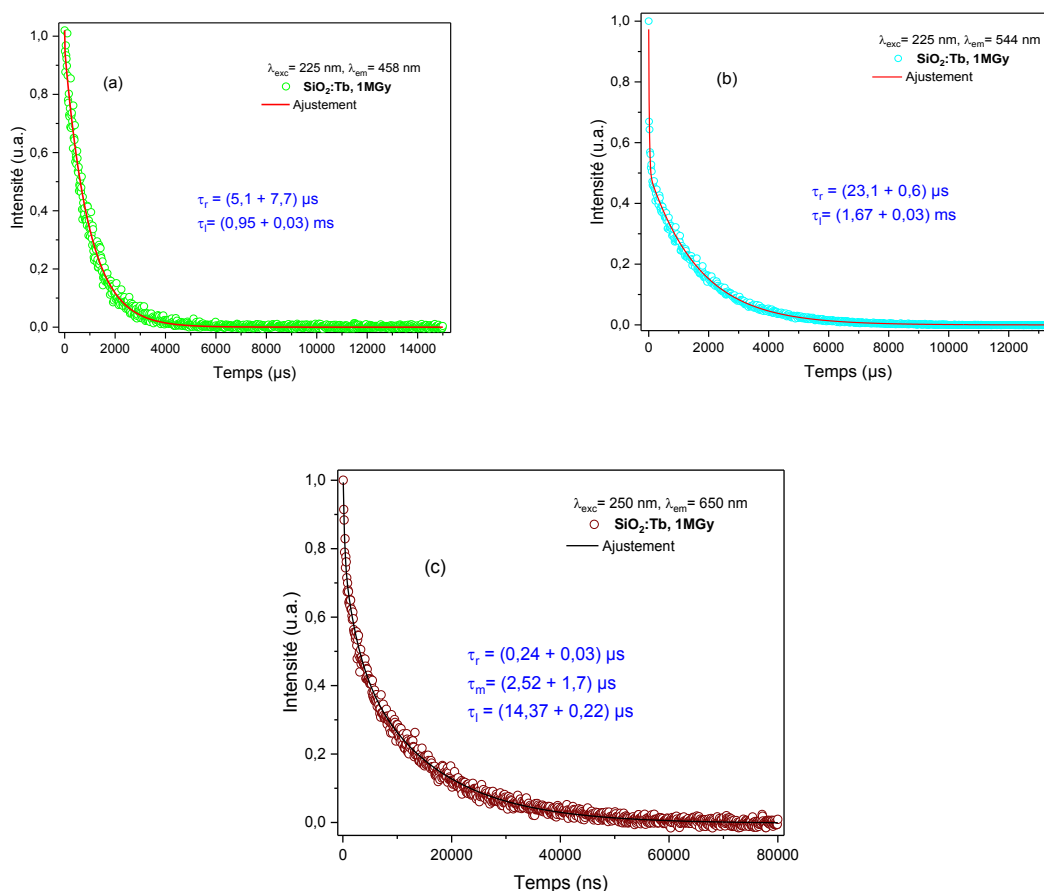 (a)
λexc= 225 nm, λem= 458 nm
SiO2:Tb, 1MGy
Ajustement
τr = (5,1 + 7,7) µs
τl= (0,95 + 0,03) ms
Intensité (u.a.)
1,0
0,8
0,6
0,4
0,2
0,0
0 2000 4000 6000 8000 10000 12000 14000
Temps (µs)
(b)
λexc= 225 nm, λem= 544 nm
SiO2:Tb, 1MGy
Ajustement
τr = (23,1 + 0,6) µs
τl= (1,67 + 0,03) ms
Intensité (u.a.)
1,0
0,8
0,6
0,4
0,2
0,0
0 2000 4000 6000 8000 10000 12000
Temps (µs)
(c)
λexc= 250 nm, λem= 650 nm
SiO2:Tb, 1MGy
Ajustement
τr = (0,24 + 0,03) µs
τm= (2,52 + 1,7) µs
τl = (14,37 + 0,22) µs
Intensité (u.a.)
1,0
0,8
0,6
0,4
0,2
0,0
0 20000 40000 60000 80000
Temps (ns)